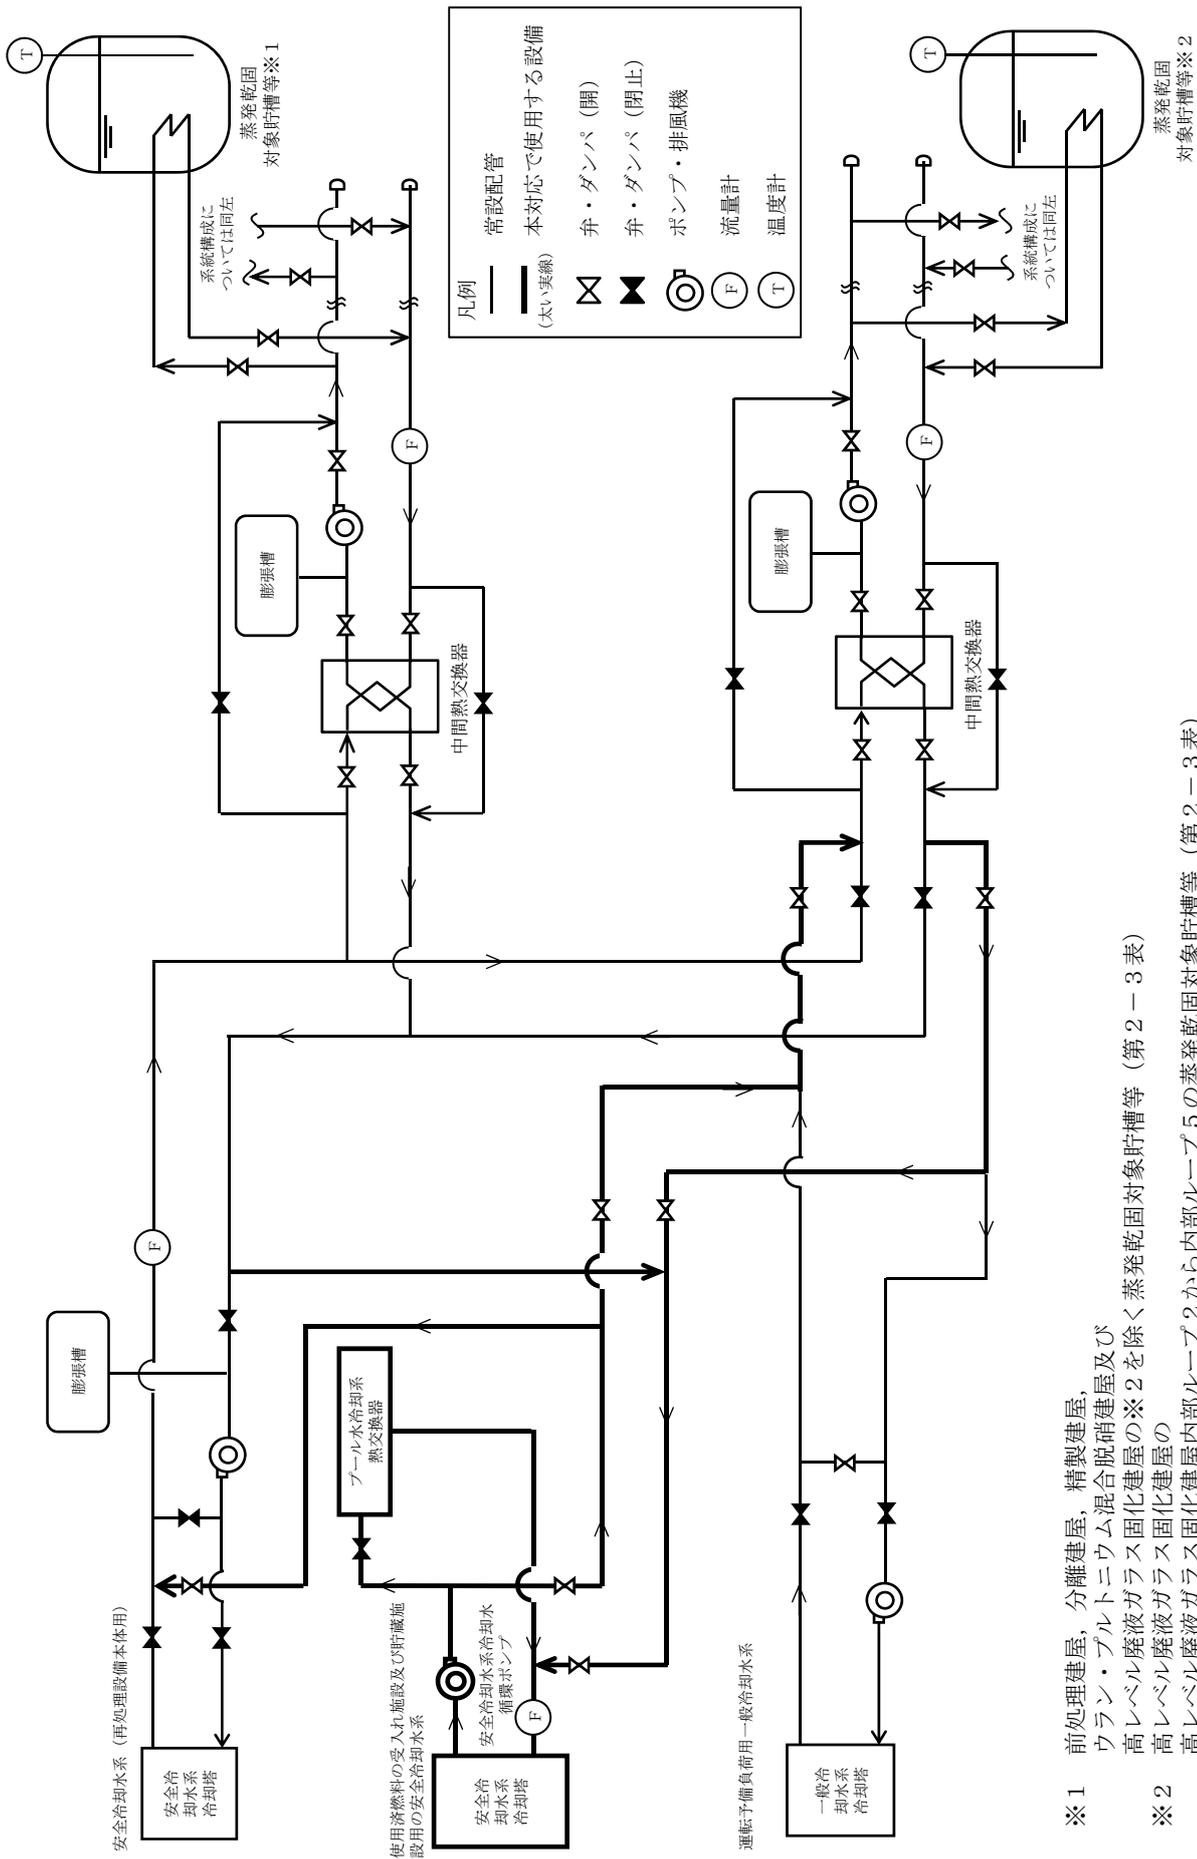 安全冷却水系（再処理設備本体用）
安全冷
却水系
冷却塔
膨張槽
F
使用済燃料の受入れ施設及び貯蔵施
設用の安全冷却水系
安全冷
却水系
冷却塔
安全冷却水系冷却水
循環ポンプ
F
プール水冷却系
熱交換器
運転予備負荷用一般冷却水系
一般冷
却水系
冷却塔
中間熱交換器
膨張槽
F
系統構成に
ついては同左
T
蒸発乾固
対象貯槽等※1
中間熱交換器
膨張槽
F
系統構成に
ついては同左
T
蒸発乾固
対象貯槽等※2
凡例
常設配管
本対応で使用する設備
(太い実線)
弁・ダンパ（開）
弁・ダンパ（閉止）
ポンプ・排風機
F 流量計
T 温度計
※1 前処理建屋，分離建屋，精製建屋，
ウラン・プルトニウム混合脱硝建屋及び
高レベル廃液ガラス固化建屋の※2を除く蒸発乾固対象貯槽等（第2－3表）
※2 高レベル廃液ガラス固化建屋の
高レベル廃液ガラス固化建屋内部ループ2から内部ループ5の蒸発乾固対象貯槽等（第2－3表）